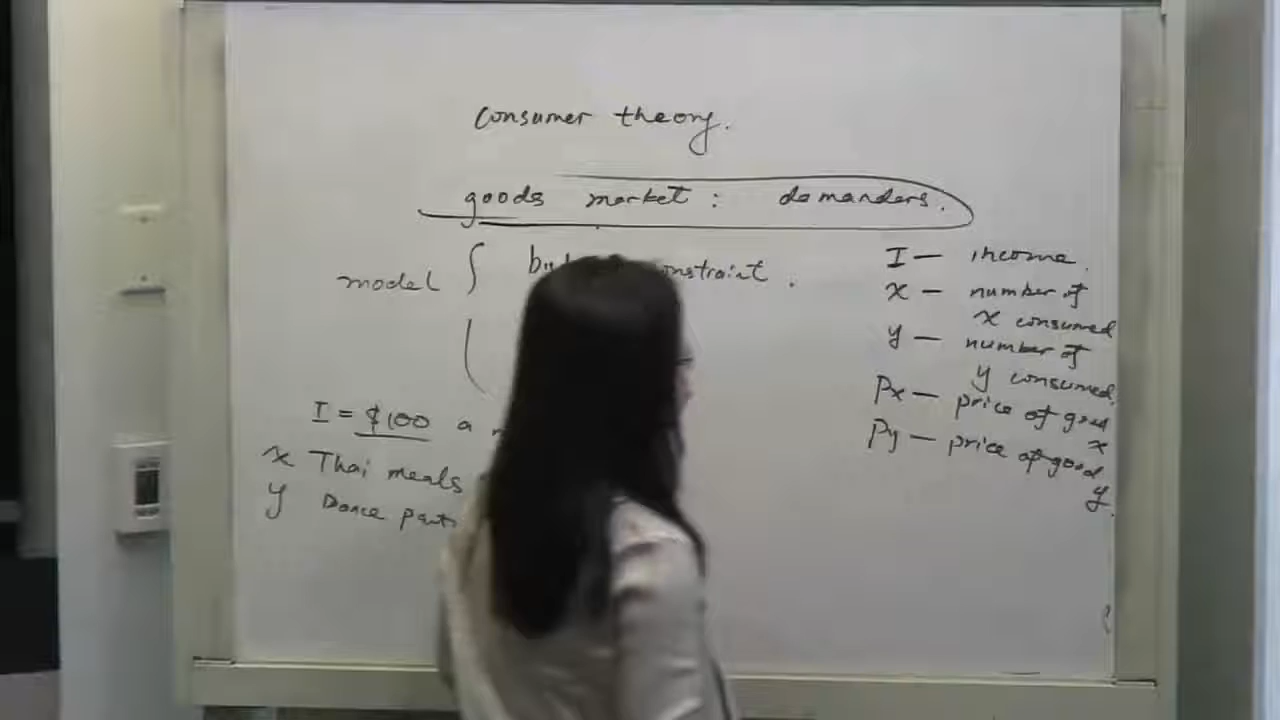 Consumer theory.
goods market: demanders.
model
constraint.
I = $100 a
x Thai meals
y Dance
I — income.
x — number of
x consumed
y — number of
y consumed.
Px — price of good
x
Py — price of good
y.